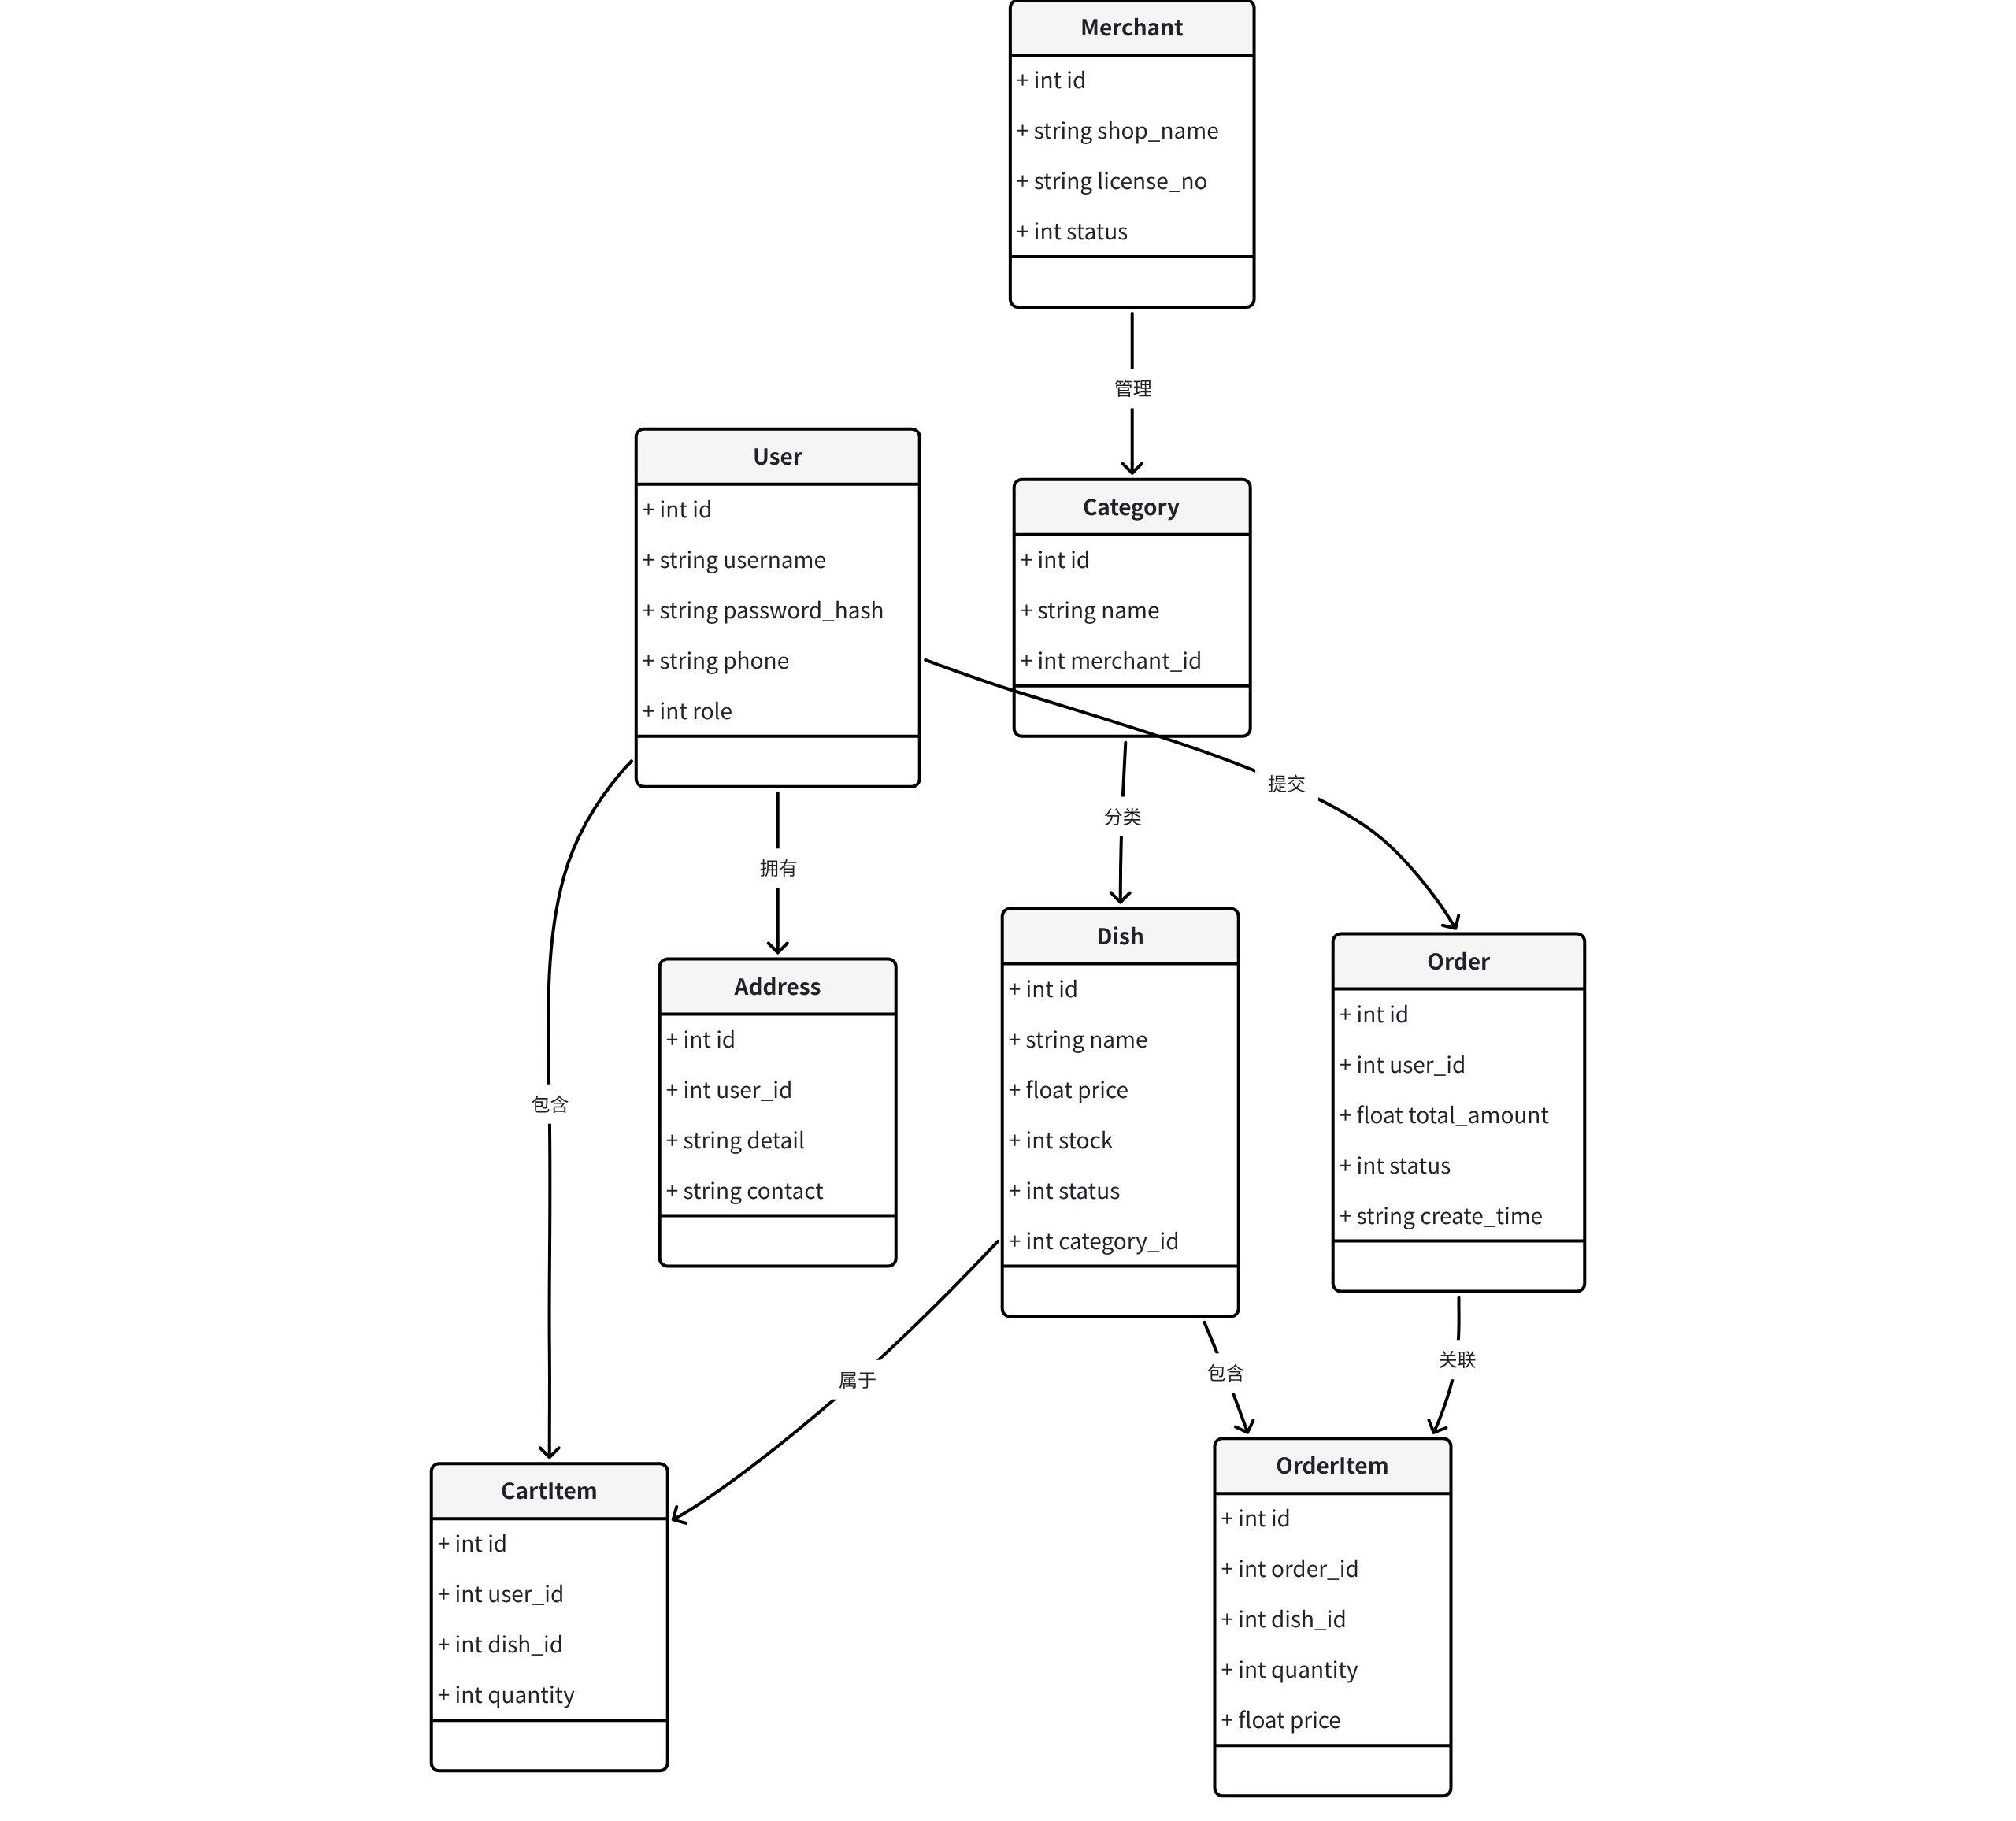 Merchant
+ int id
+ string shop_name
+ string license_no
+ int status
管理
User
+ int id
+ string username
+ string password_hash
+ string phone
+ int role
Category
+ int id
+ string name
+ int merchant_id
提交
分类
拥有
Dish
+ int id
+ string name
+ float price
+ int stock
+ int status
+ int category_id
Order
+ int id
+ int user_id
+ float total_amount
+ int status
+ string create_time
Address
+ int id
+ int user_id
+ string detail
+ string contact
包含
属于
包含
关联
CartItem
+ int id
+ int user_id
+ int dish_id
+ int quantity
OrderItem
+ int id
+ int order_id
+ int dish_id
+ int quantity
+ float price